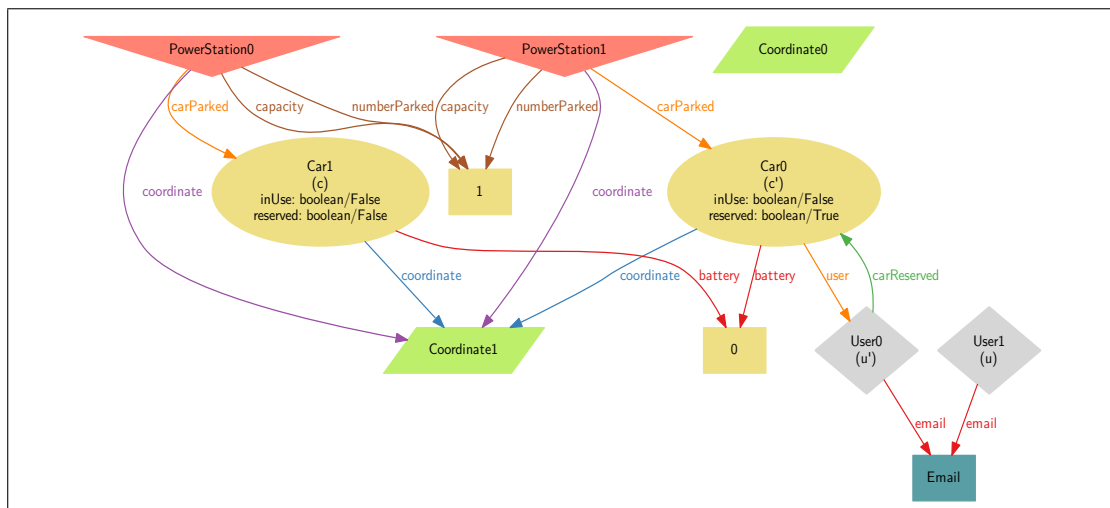 PowerStation0
PowerStation1
Coordinate0
carParked
capacity
numberParked
capacity
numberParked
carParked
coordinate
Car1
(c)
inUse: boolean/False
reserved: boolean/False
1
coordinate
Car0
(c')
inUse: boolean/False
reserved: boolean/True
coordinate
coordinate
battery
battery
user
carReserved
Coordinate1
0
User0
(u')
User1
(u)
email
email
Email